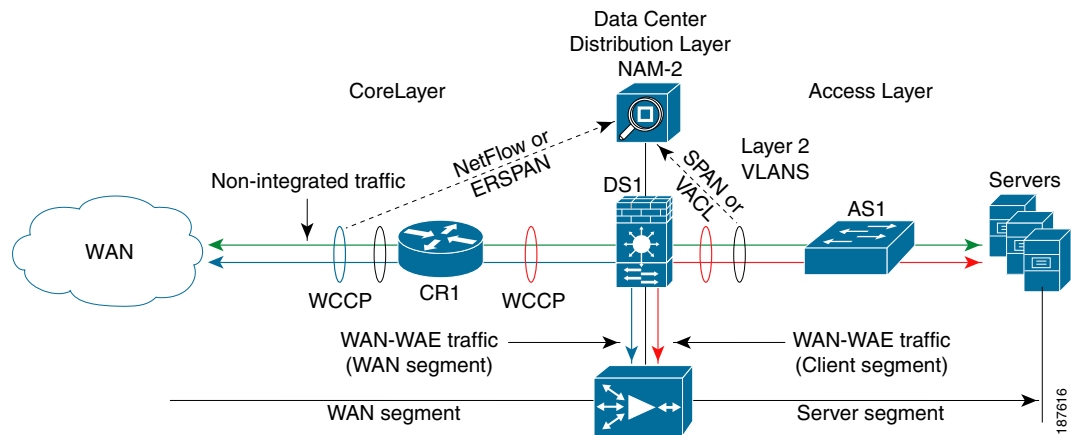 Data Center
Distribution Layer
NAM-2
CoreLayer
Access Layer
NetFlow or
ERSPAN
SPAN or
VACL
Layer 2
VLANS
Non-integrated traffic
DS1
AS1
Servers
WAN
WCCP
CR1
WCCP
WAN-WAE traffic
(WAN segment)
WAN-WAE traffic
(Client segment)
WAN segment
Server segment
187616